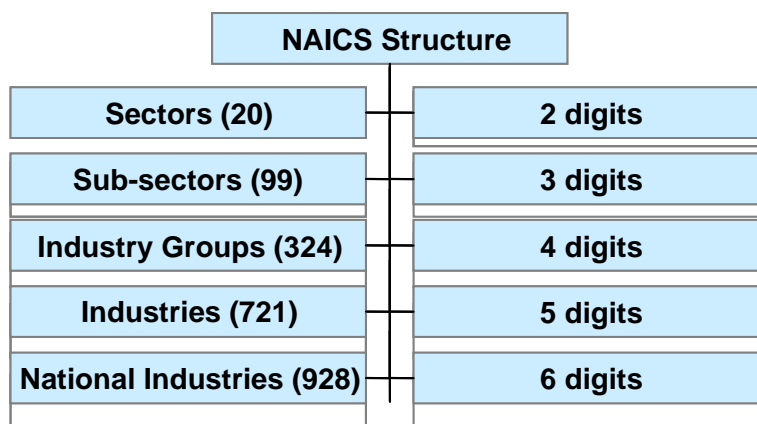 NAICS Structure
Sectors (20)
2 digits
Sub-sectors (99)
3 digits
Industry Groups (324)
4 digits
Industries (721)
5 digits
National Industries (928)
6 digits